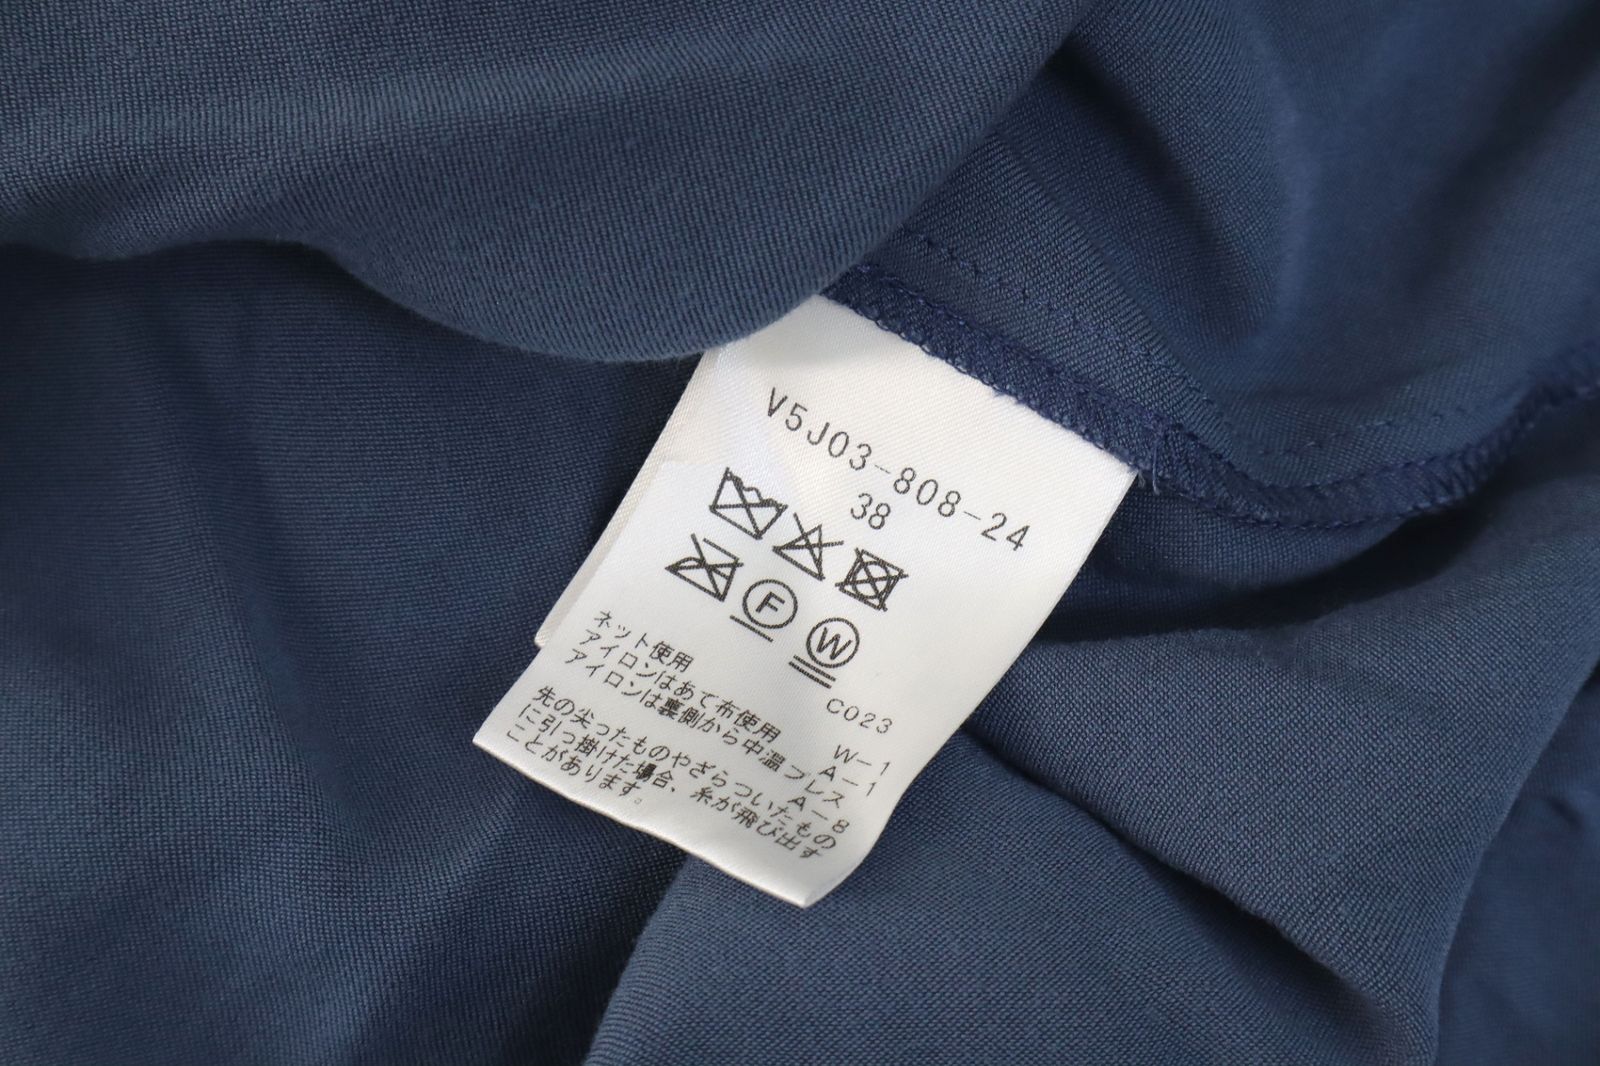 V5J03-808-24
38
F
W
C023
ネット使用 W-1
アイロンはあて布使用 A-1
アイロンは裏側から中温プレス A-8
先の尖ったものやざらついたもの
に引っ掛けた場合、糸が飛び出す
ことがあります。